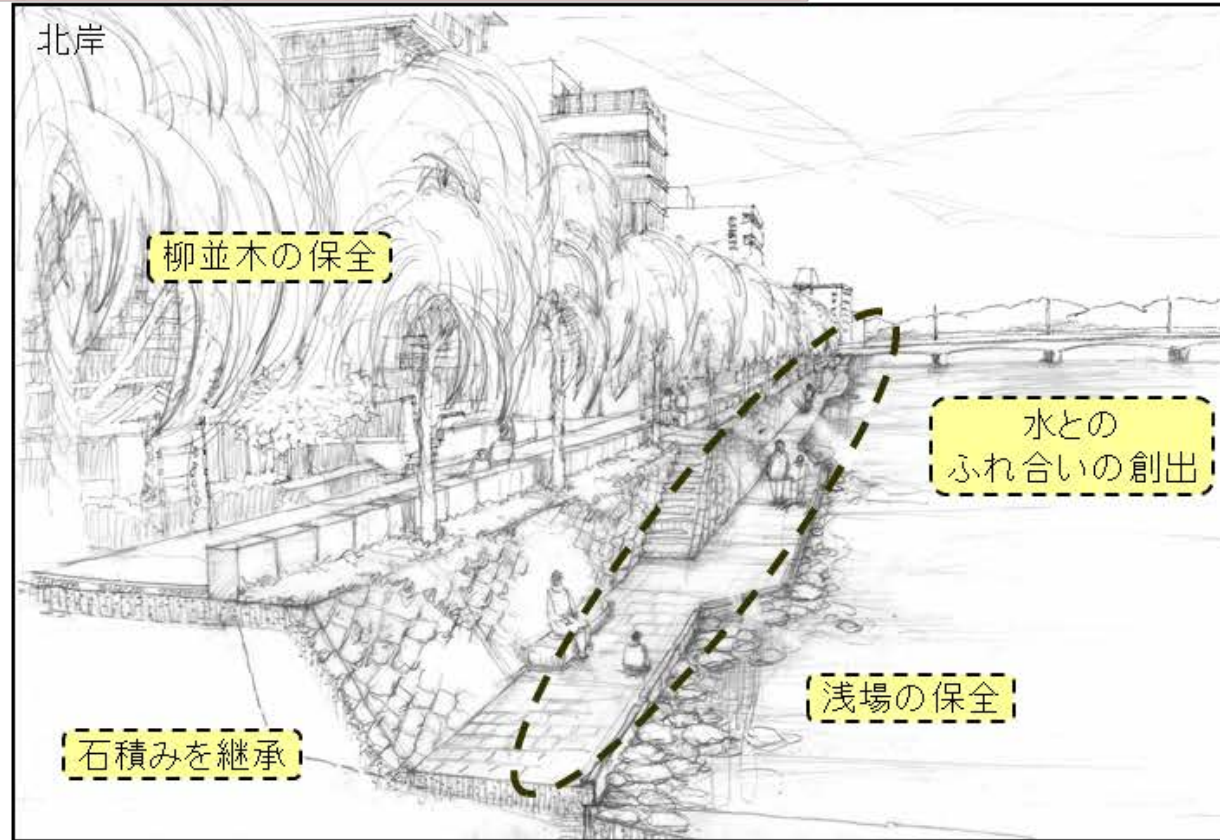 北岸
柳並木の保全
水との
ふれ合いの創出
浅場の保全
石積みを継承